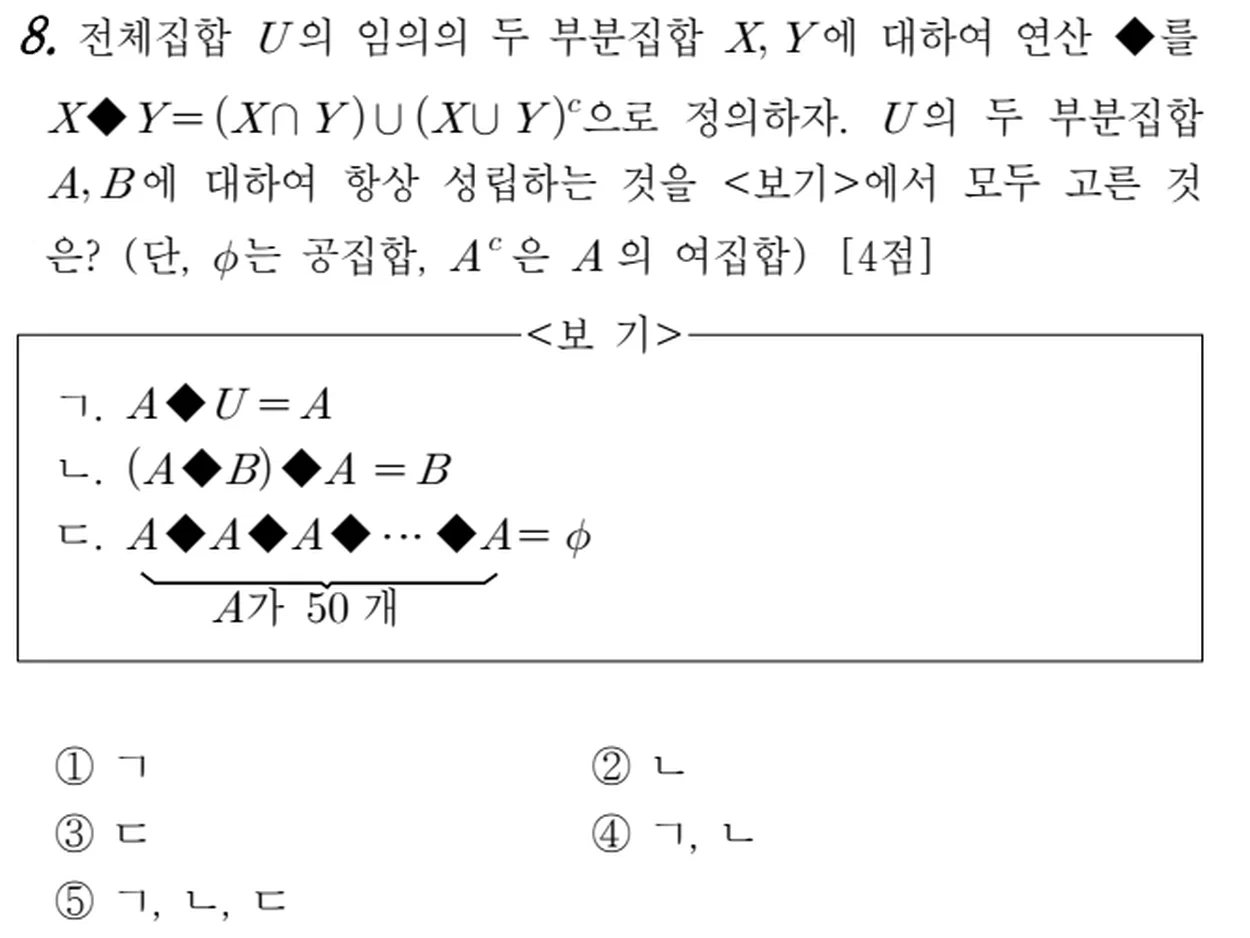 8. 전체집합 U의 임의의 두 부분집합 X, Y에 대하여 연산 ◆를
X◆Y=(X∩Y)∪(X∪Y)ᶜ으로 정의하자. U의 두 부분집합
A, B에 대하여 항상 성립하는 것을 <보기>에서 모두 고른 것
은? (단, ϕ는 공집합, Aᶜ은 A의 여집합) [4점]
<보 기>
ㄱ. A◆U=A
ㄴ. (A◆B)◆A=B
ㄷ. A◆A◆A◆⋯◆A=ϕ
A가 50개
① ㄱ ② ㄴ
③ ㄷ ④ ㄱ, ㄴ
⑤ ㄱ, ㄴ, ㄷ